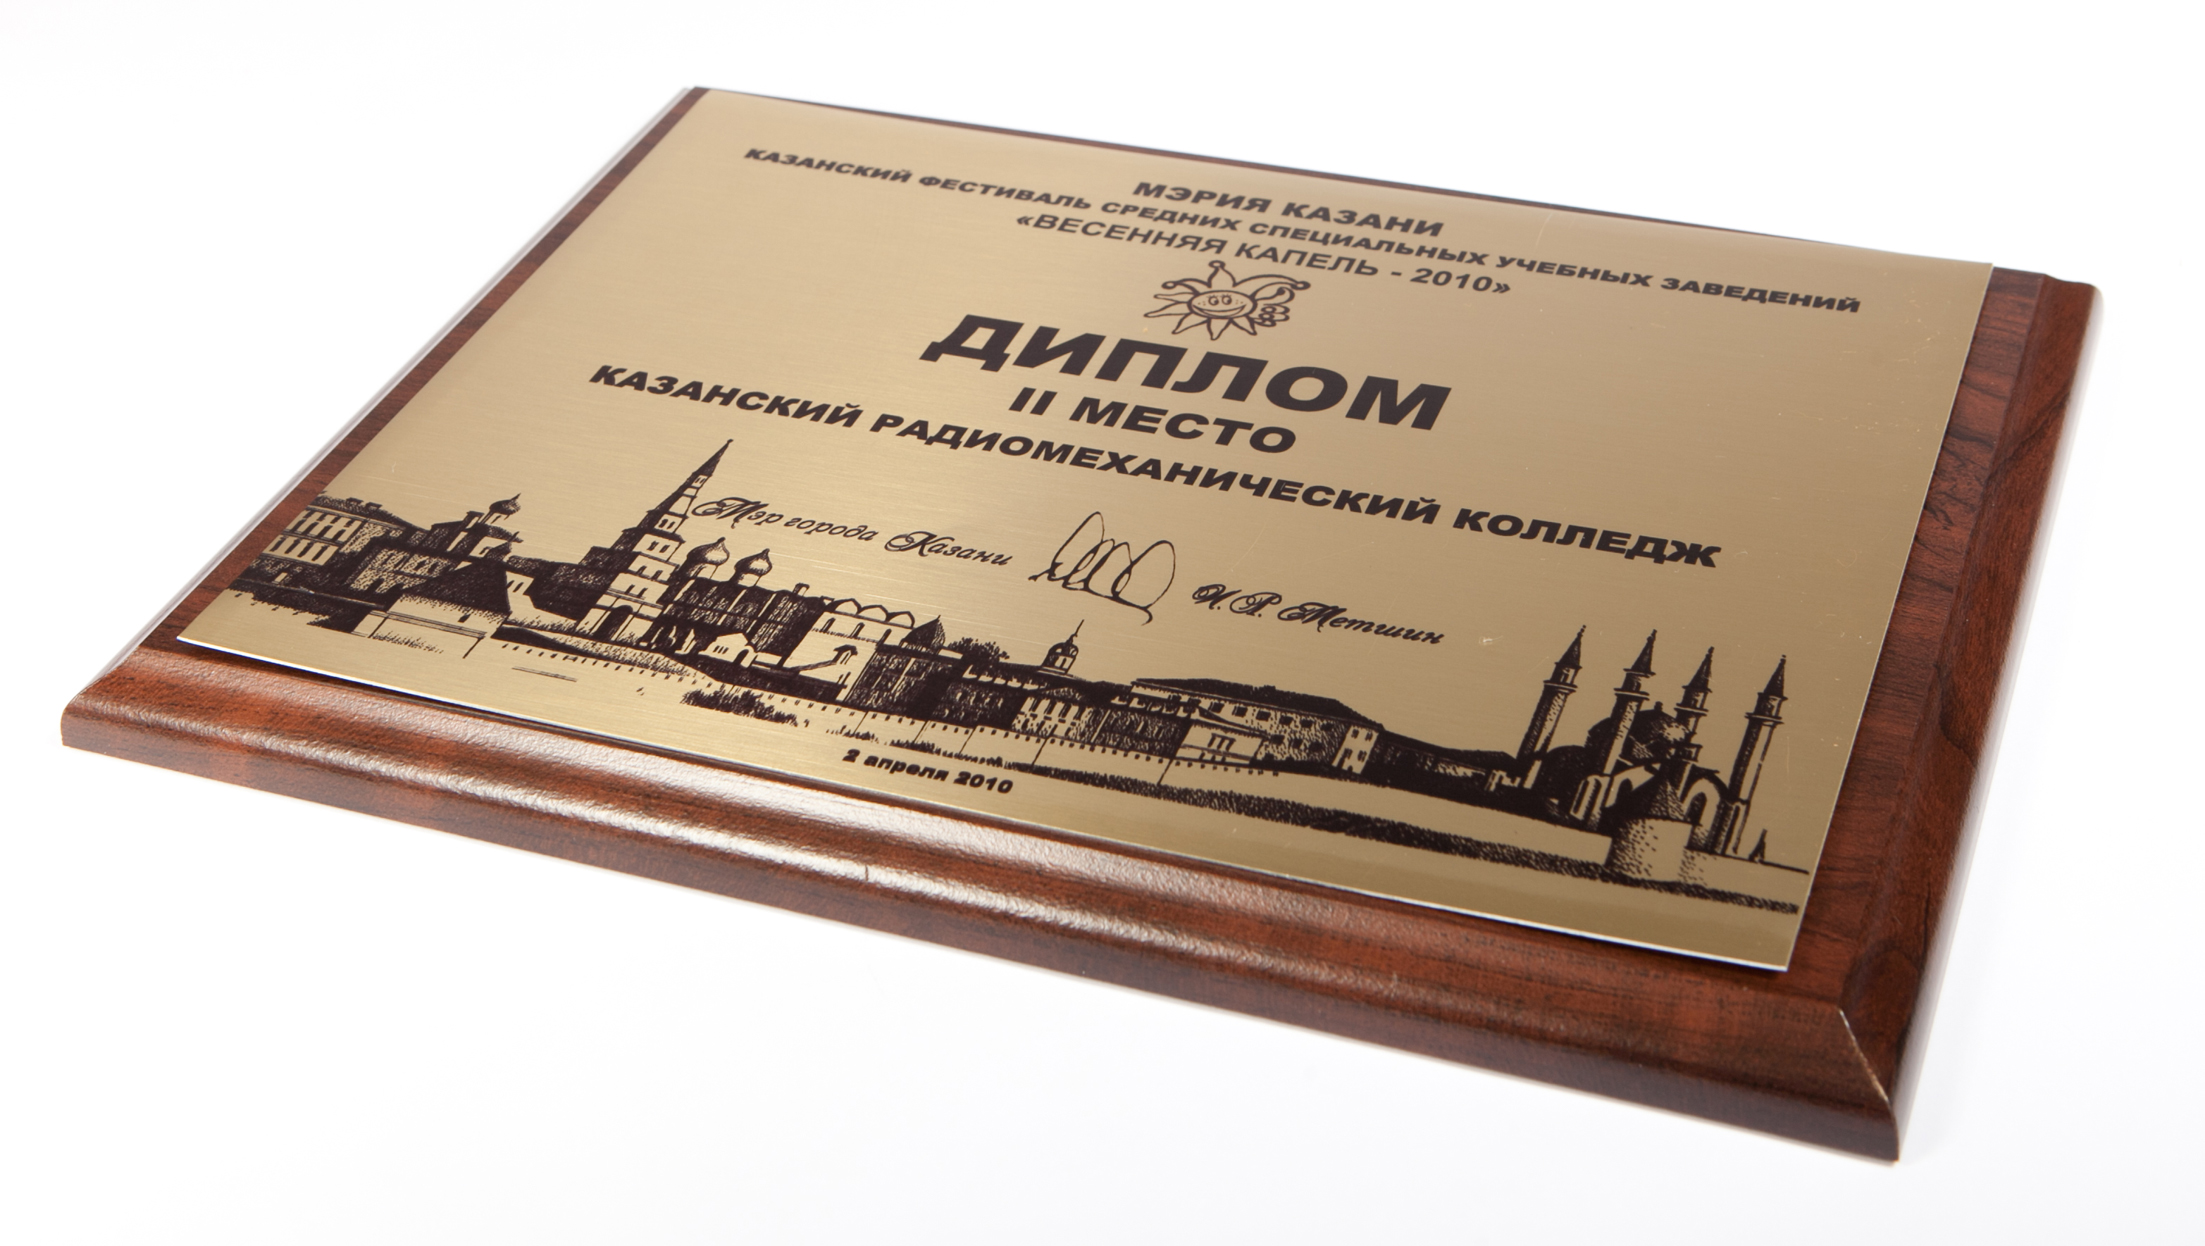 МЭРИЯ КАЗАНИ
КАЗАНСКИЙ ФЕСТИВАЛЬ СРЕДНИХ СПЕЦИАЛЬНЫХ УЧЕБНЫХ ЗАВЕДЕНИЙ
«ВЕСЕННЯЯ КАПЕЛЬ - 2010»
ДИПЛОМ
II МЕСТО
КАЗАНСКИЙ РАДИОМЕХАНИЧЕСКИЙ КОЛЛЕДЖ
Мэр города Казани И. Р. Метшин
2 апреля 2010